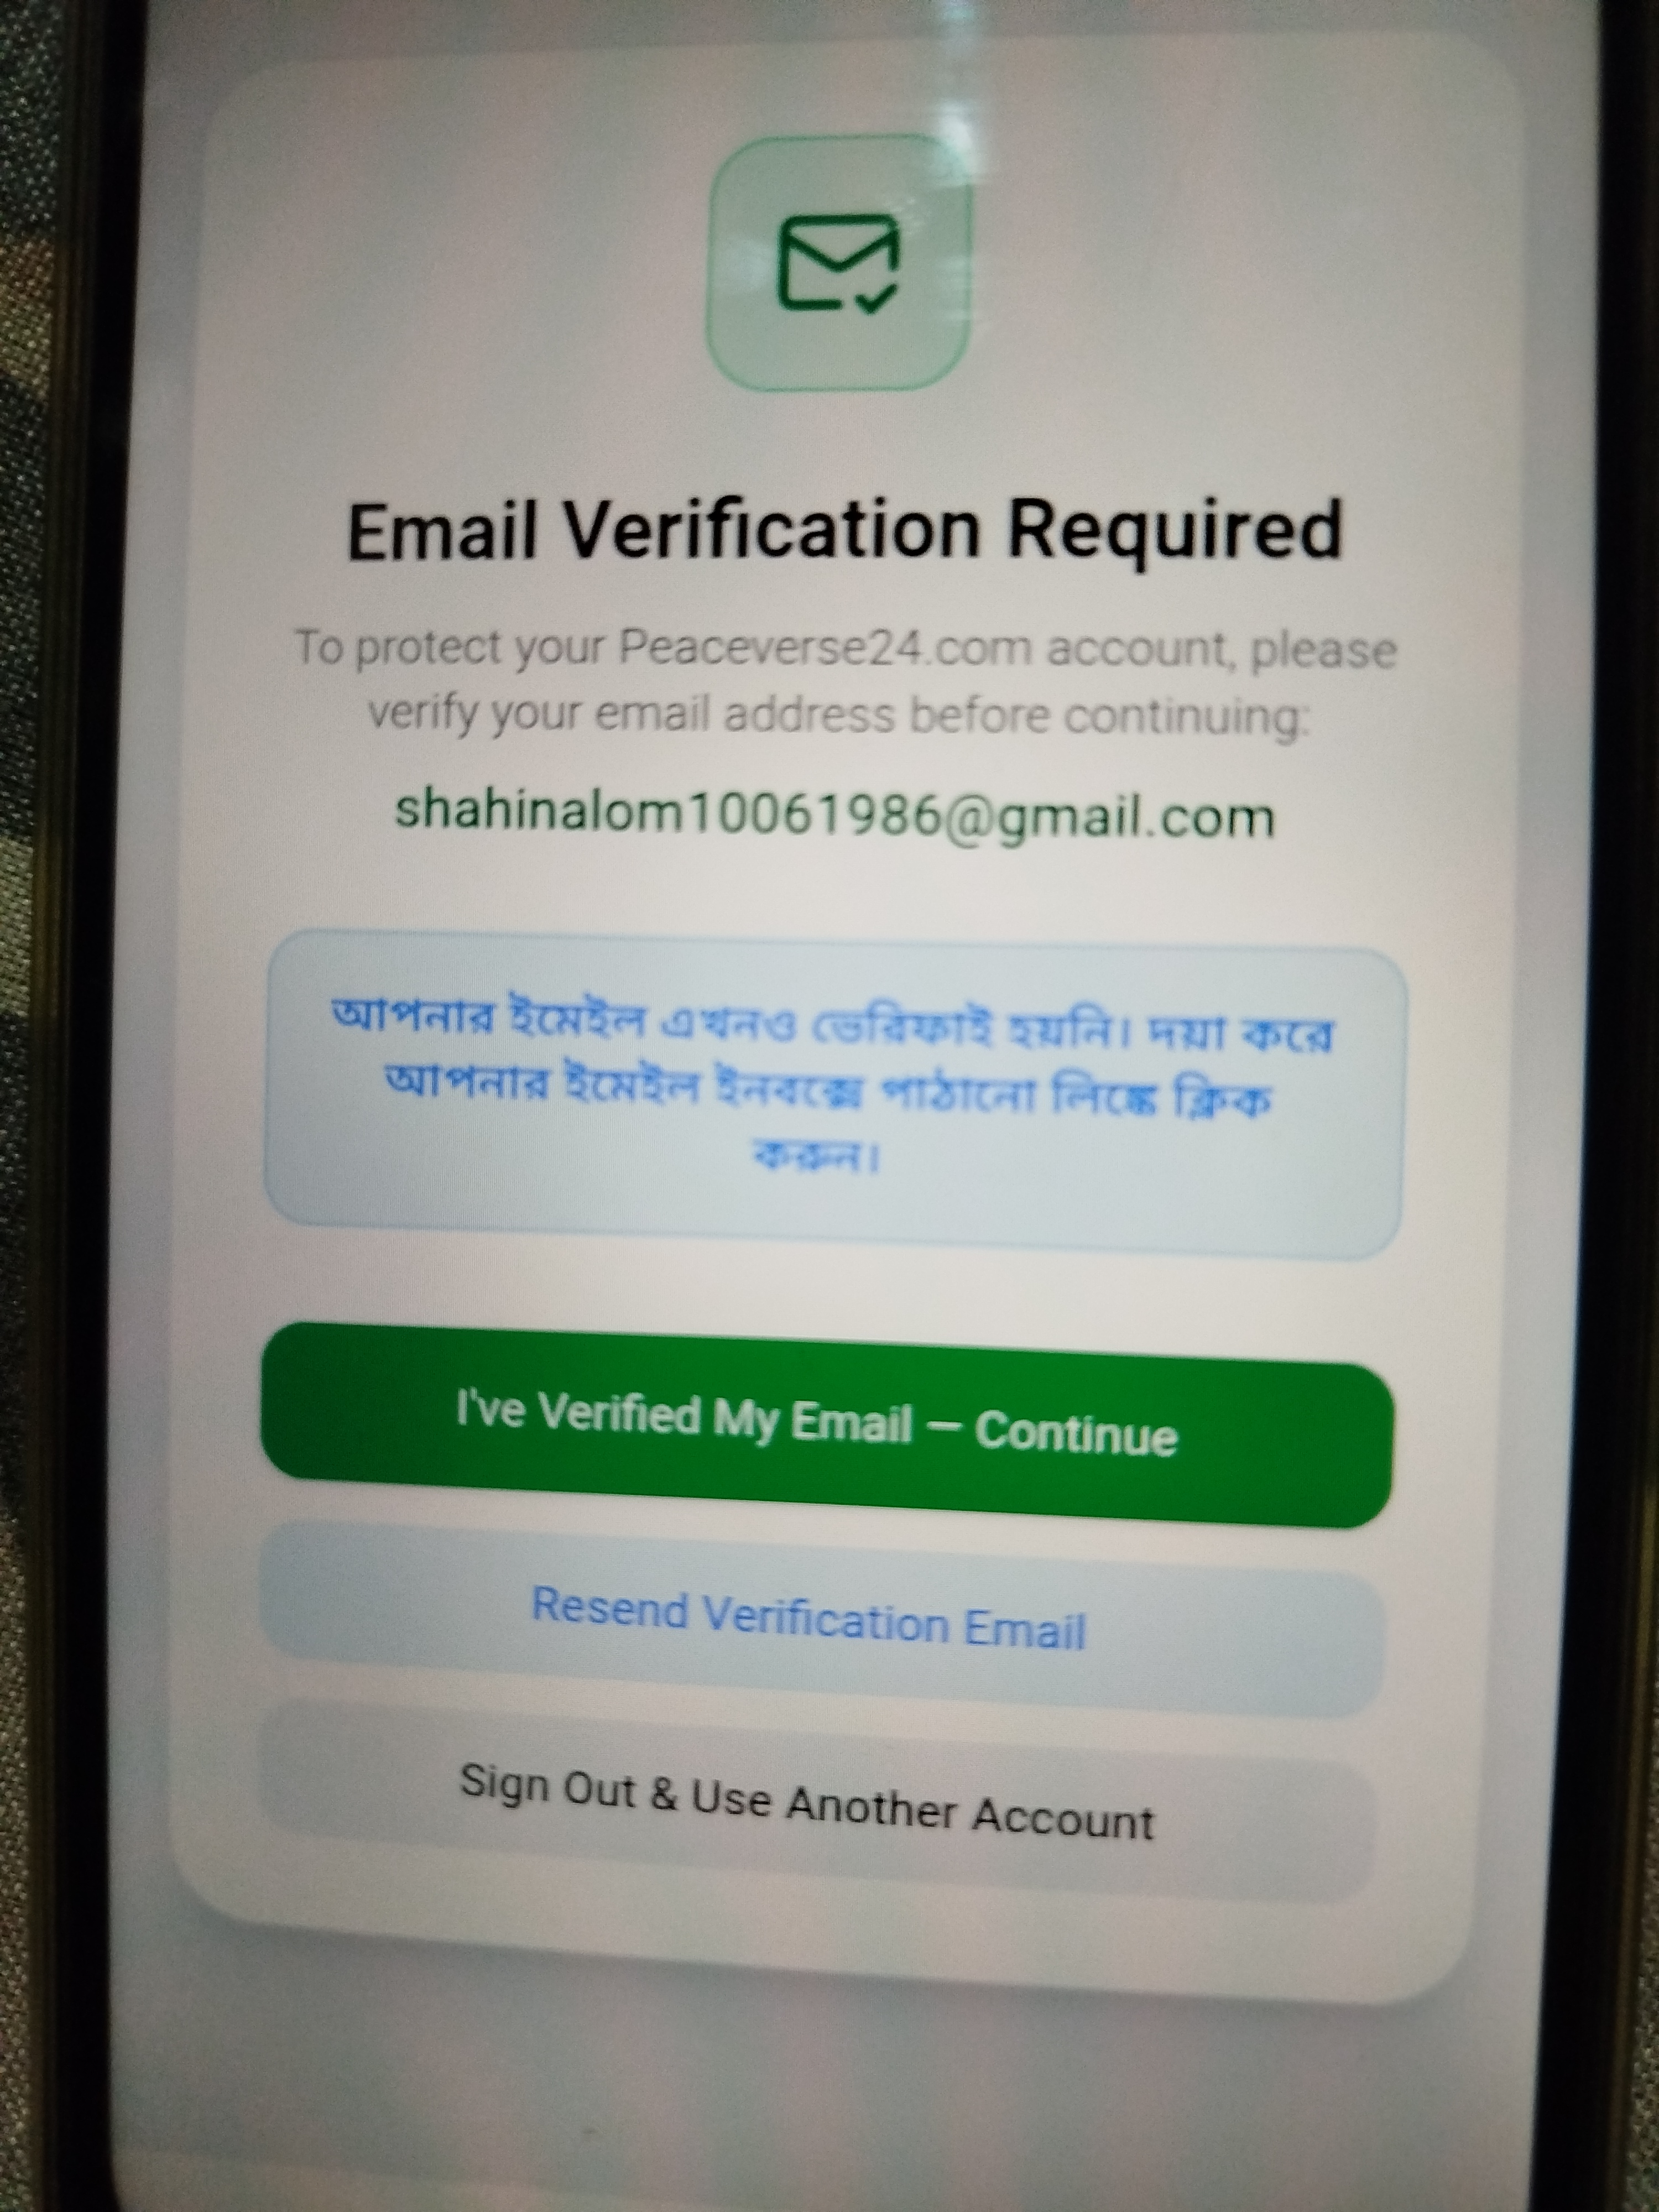 Email Verification Required
To protect your Peaceverse24.com account, please
verify your email address before continuing:
shahinalom10061986@gmail.com
আপনার ইমেইল এখনও ভেরিফাই হয়নি। দয়া করে
আপনার ইমেইল ইনবক্সে পাঠানো লিঙ্কে ক্লিক
করুন।
I've Verified My Email – Continue
Resend Verification Email
Sign Out & Use Another Account